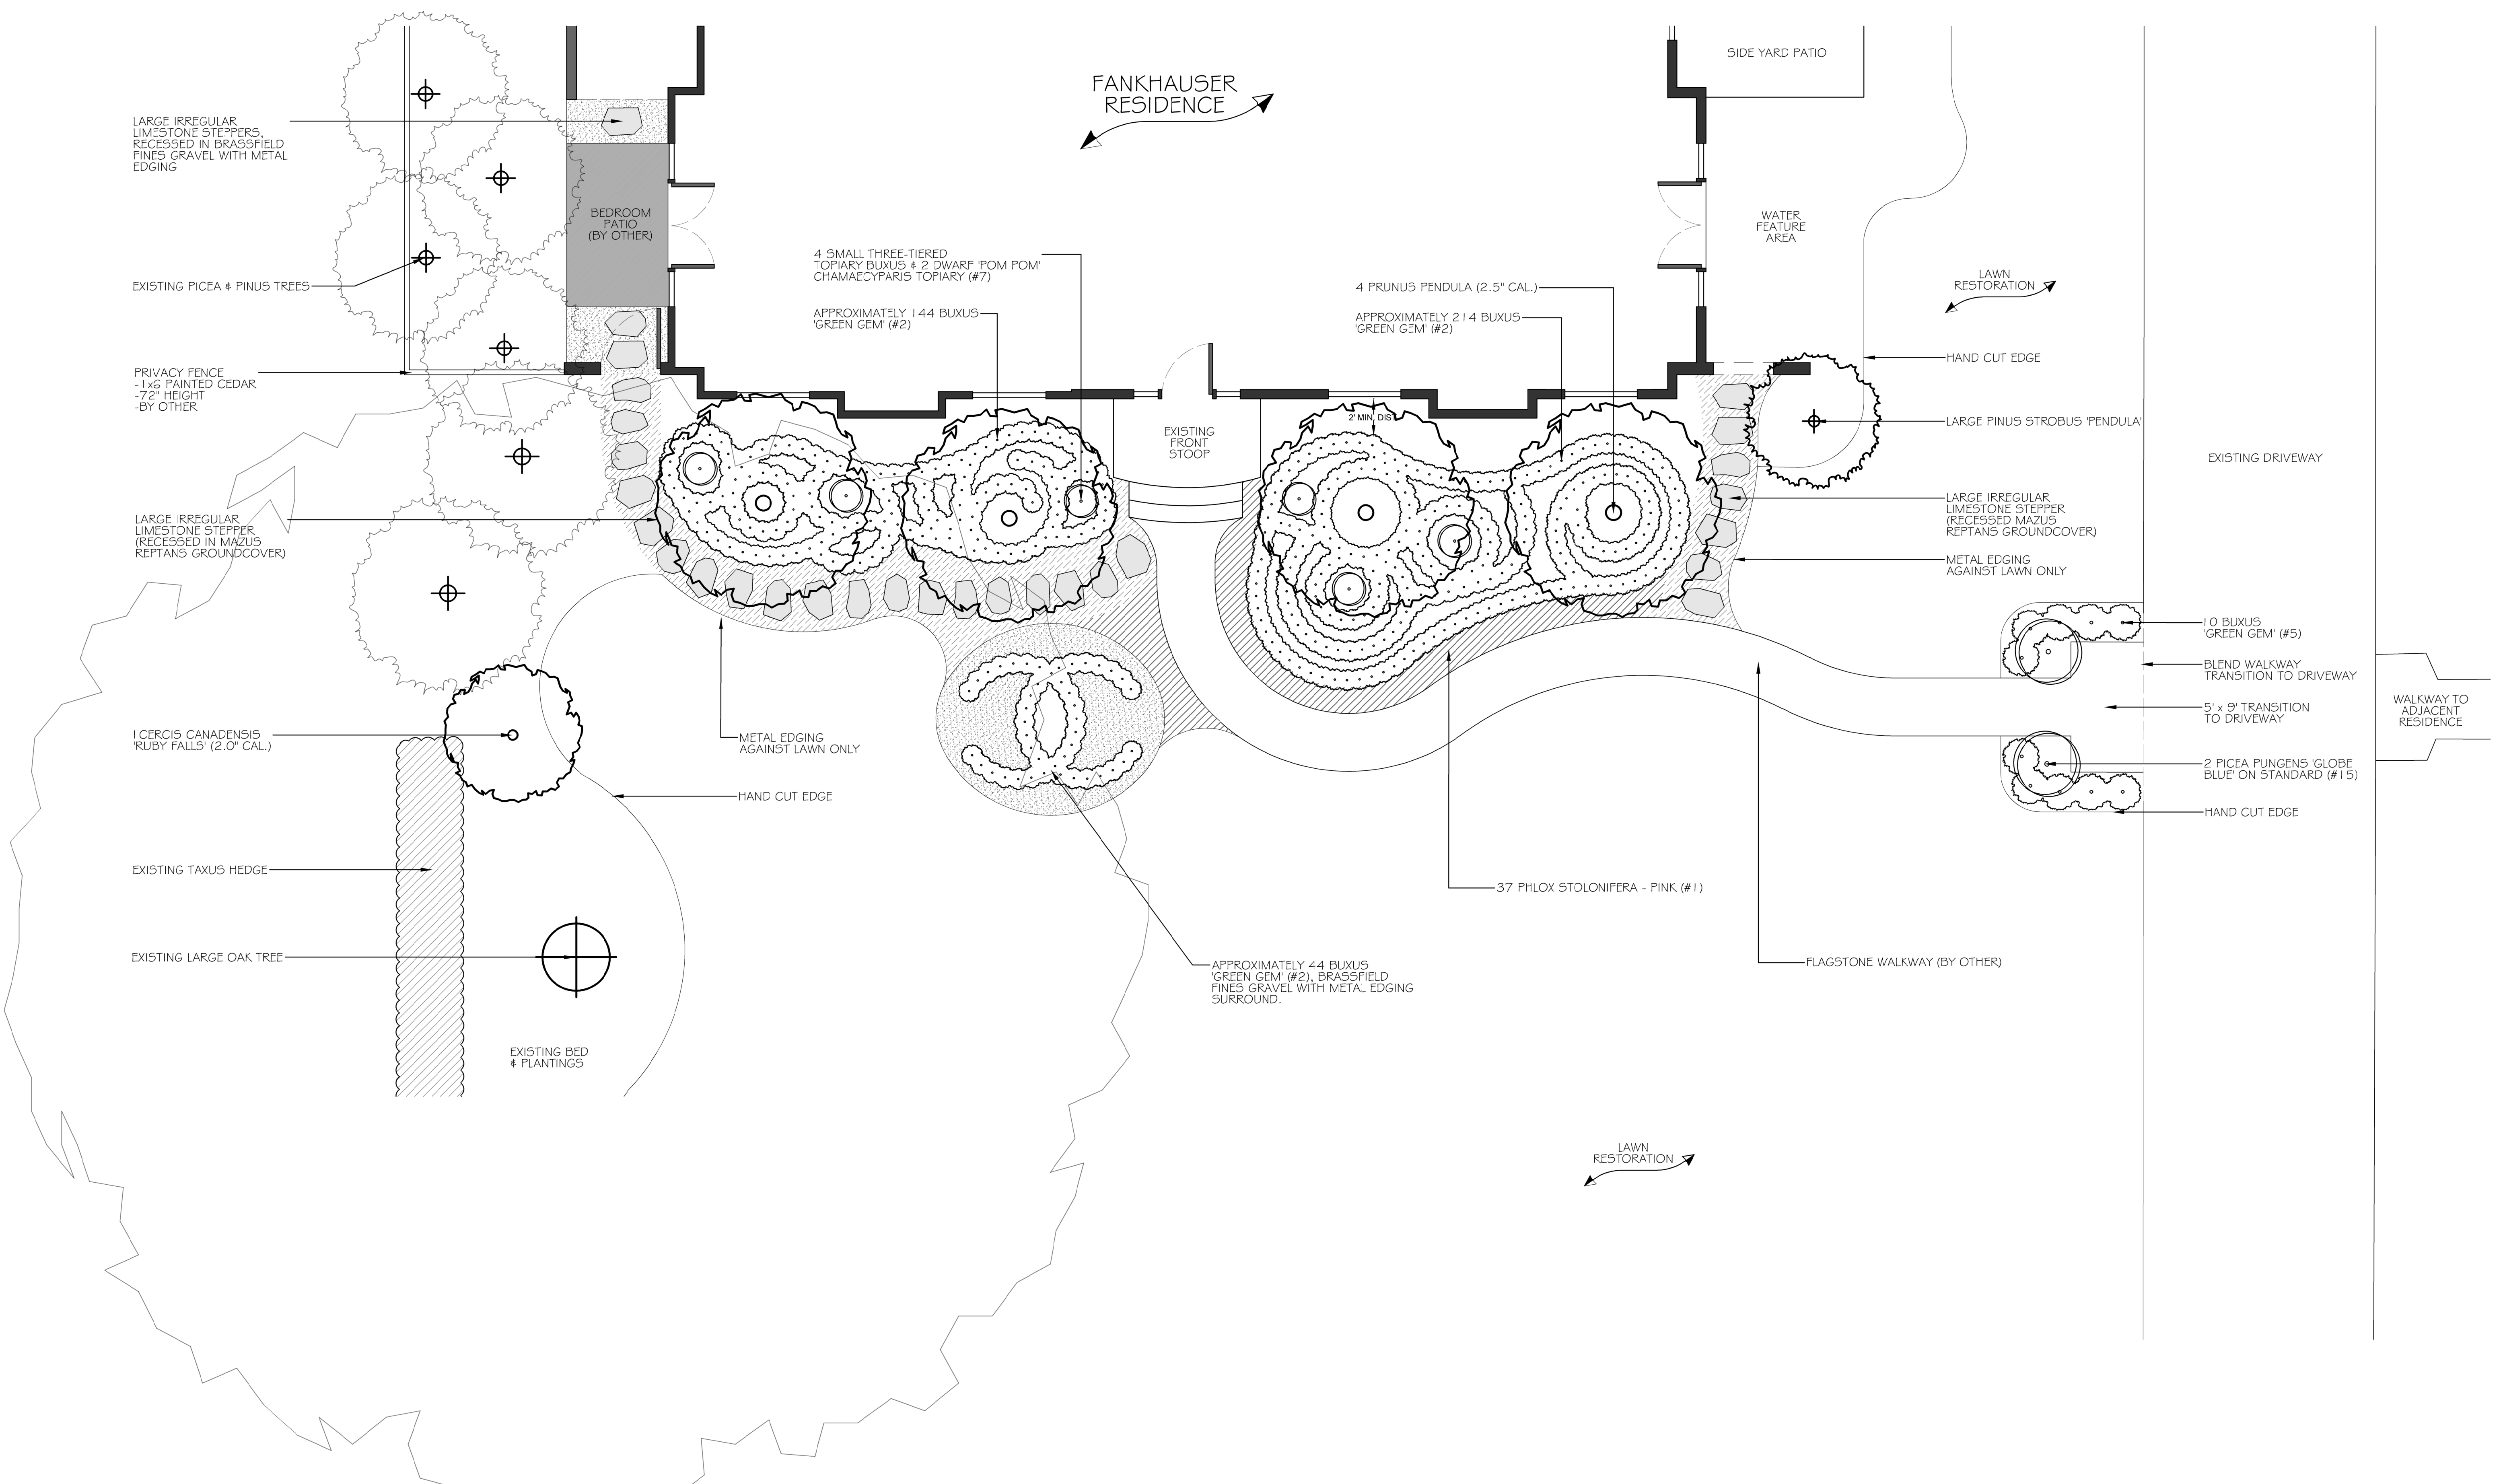 SIDE YARD PATIO
FANKHAUSER
RESIDENCE
LARGE IRREGULAR
LIMESTONE STEPPERS,
RECESSED IN BRASSFIELD
FINES GRAVEL WITH METAL
EDGING
BEDROOM
PATIO
(BY OTHER)
WATER
FEATURE
AREA
4 SMALL THREE-TIERED
TOPIARY BUXUS & 2 DWARF 'POM POM'
CHAMAECYPARIS TOPIARY (#7)
EXISTING PICEA & PINUS TREES
4 PRUNUS PENDULA (2.5" CAL.)
LAWN
RESTORATION
APPROXIMATELY 144 BUXUS
'GREEN GEM' (#2)
APPROXIMATELY 214 BUXUS
'GREEN GEM' (#2)
HAND CUT EDGE
PRIVACY FENCE
-1x6 PAINTED CEDAR
-72" HEIGHT
-BY OTHER
2' MIN. DIST
LARGE PINUS STROBUS 'PENDULA'
EXISTING
FRONT
STOOP
EXISTING DRIVEWAY
LARGE IRREGULAR
LIMESTONE STEPPER
(RECESSED IN MAZUS
REPTANS GROUNDCOVER)
LARGE IRREGULAR
LIMESTONE STEPPER
(RECESSED MAZUS
REPTANS GROUNDCOVER)
METAL EDGING
AGAINST LAWN ONLY
10 BUXUS
'GREEN GEM' (#5)
BLEND WALKWAY
TRANSITION TO DRIVEWAY
WALKWAY TO
ADJACENT
RESIDENCE
5' x 9' TRANSITION
TO DRIVEWAY
1 CERCIS CANADENSIS
'RUBY FALLS' (2.0" CAL.)
METAL EDGING
AGAINST LAWN ONLY
2 PICEA PUNGENS 'GLOBE
BLUE' ON STANDARD (#15)
HAND CUT EDGE
HAND CUT EDGE
EXISTING TAXUS HEDGE
37 PHLOX STOLONIFERA - PINK (#1)
EXISTING LARGE OAK TREE
APPROXIMATELY 44 BUXUS
'GREEN GEM' (#2), BRASSFIELD
FINES GRAVEL WITH METAL EDGING
SURROUND.
FLAGSTONE WALKWAY (BY OTHER)
EXISTING BED
& PLANTINGS
LAWN
RESTORATION